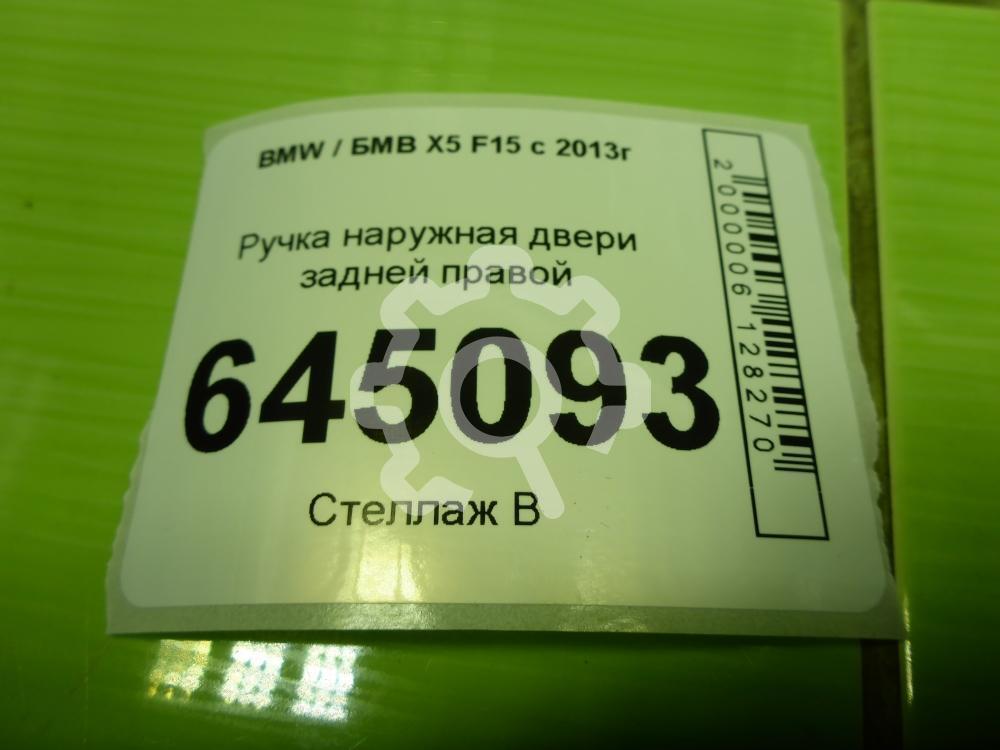 BMW / БМВ X5 F15 с 2013г
Ручка наружная двери
задней правой
645093
Стеллаж В
2000006128270